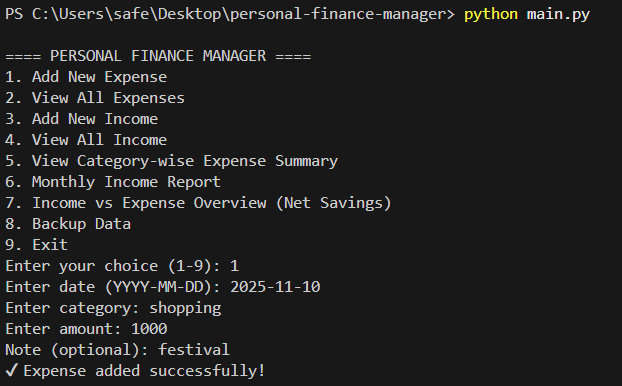 PS C:\Users\safe\Desktop\personal-finance-manager> python main.py
==== PERSONAL FINANCE MANAGER ====
1. Add New Expense
2. View All Expenses
3. Add New Income
4. View All Income
5. View Category-wise Expense Summary
6. Monthly Income Report
7. Income vs Expense Overview (Net Savings)
8. Backup Data
9. Exit
Enter your choice (1-9): 1
Enter date (YYYY-MM-DD): 2025-11-10
Enter category: shopping
Enter amount: 1000
Note (optional): festival
✓ Expense added successfully!